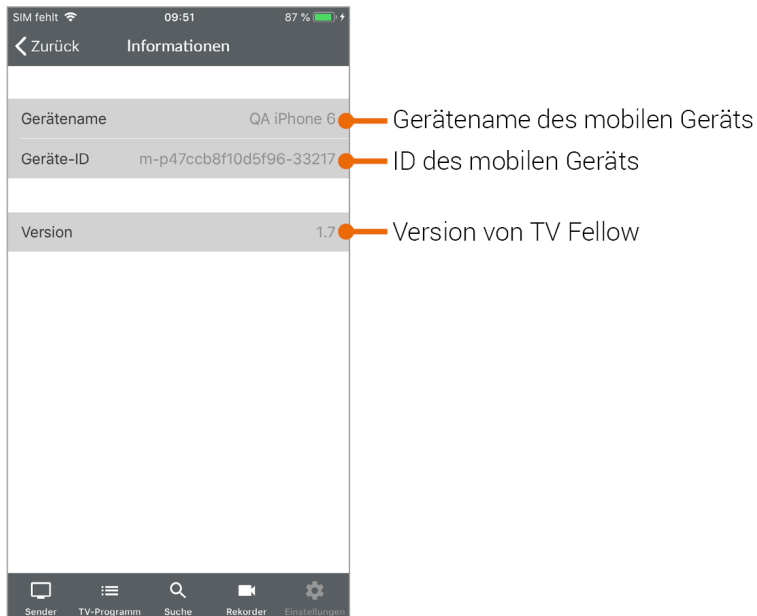 SIM fehlt 09:51 87 %
Zurück Informationen
Gerätename QA iPhone 6 Gerätename des mobilen Geräts
Geräte-ID m-p47ccb8f10d5f96-33217 ID des mobilen Geräts
Version 1.7 Version von TV Fellow
Sender TV-Programm Suche Rekorder Einstellungen